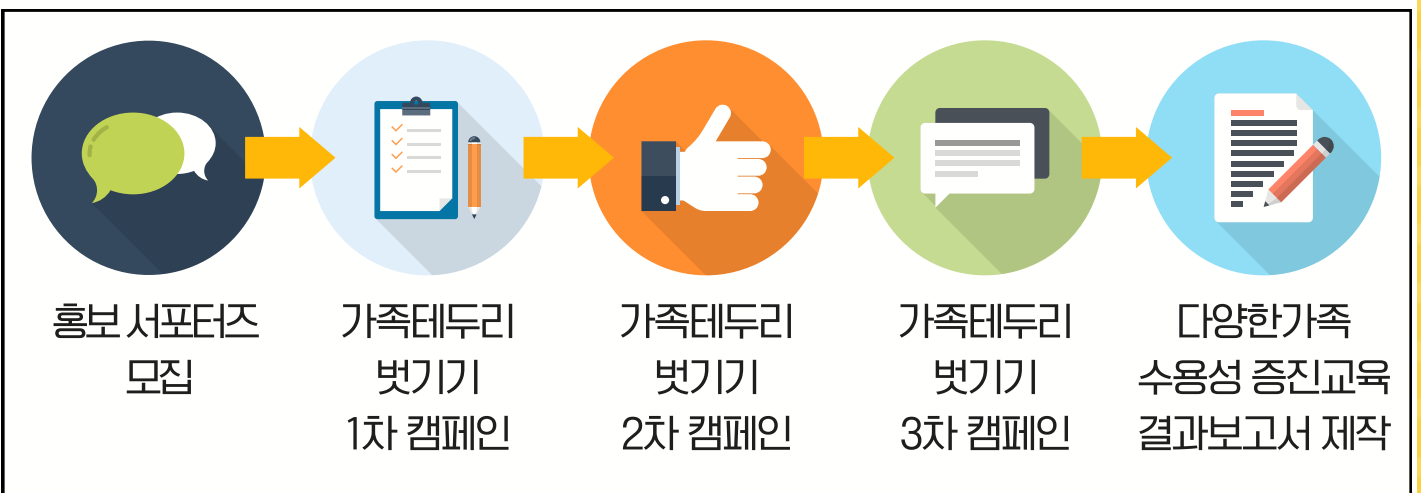 홍보 서포터즈
모집
가족테두리
벗기기
1차 캠페인
가족테두리
벗기기
2차 캠페인
가족테두리
벗기기
3차 캠페인
다양한가족
수용성 증진교육
결과보고서 제작